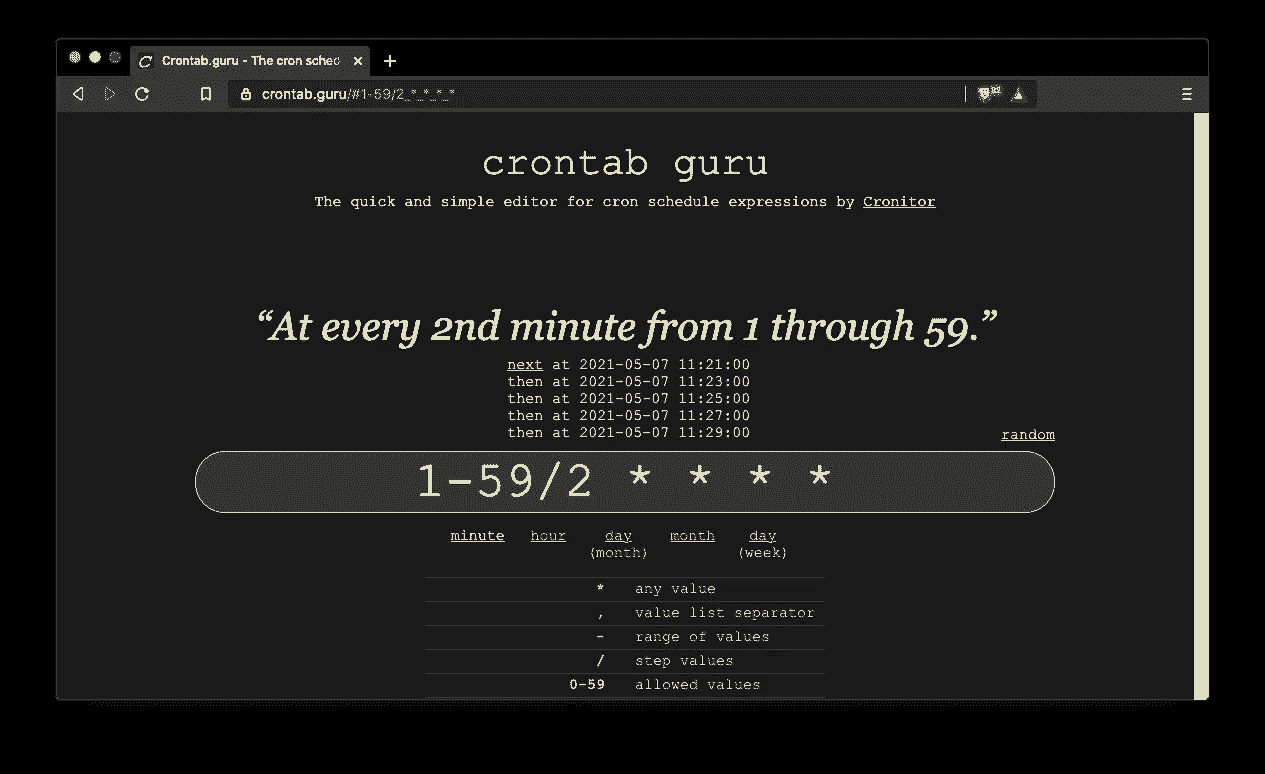 Crontab.guru - The cron sched
crontab.guru/#1-59/2_*_*_*_*
crontab guru
The quick and simple editor for cron schedule expressions by Cronitor
“At every 2nd minute from 1 through 59.”
next at 2021-05-07 11:21:00
then at 2021-05-07 11:23:00
then at 2021-05-07 11:25:00
then at 2021-05-07 11:27:00
then at 2021-05-07 11:29:00
random
1-59/2 * * * *
minute hour day month day
(month) (week)
* any value
, value list separator
- range of values
/ step values
0-59 allowed values